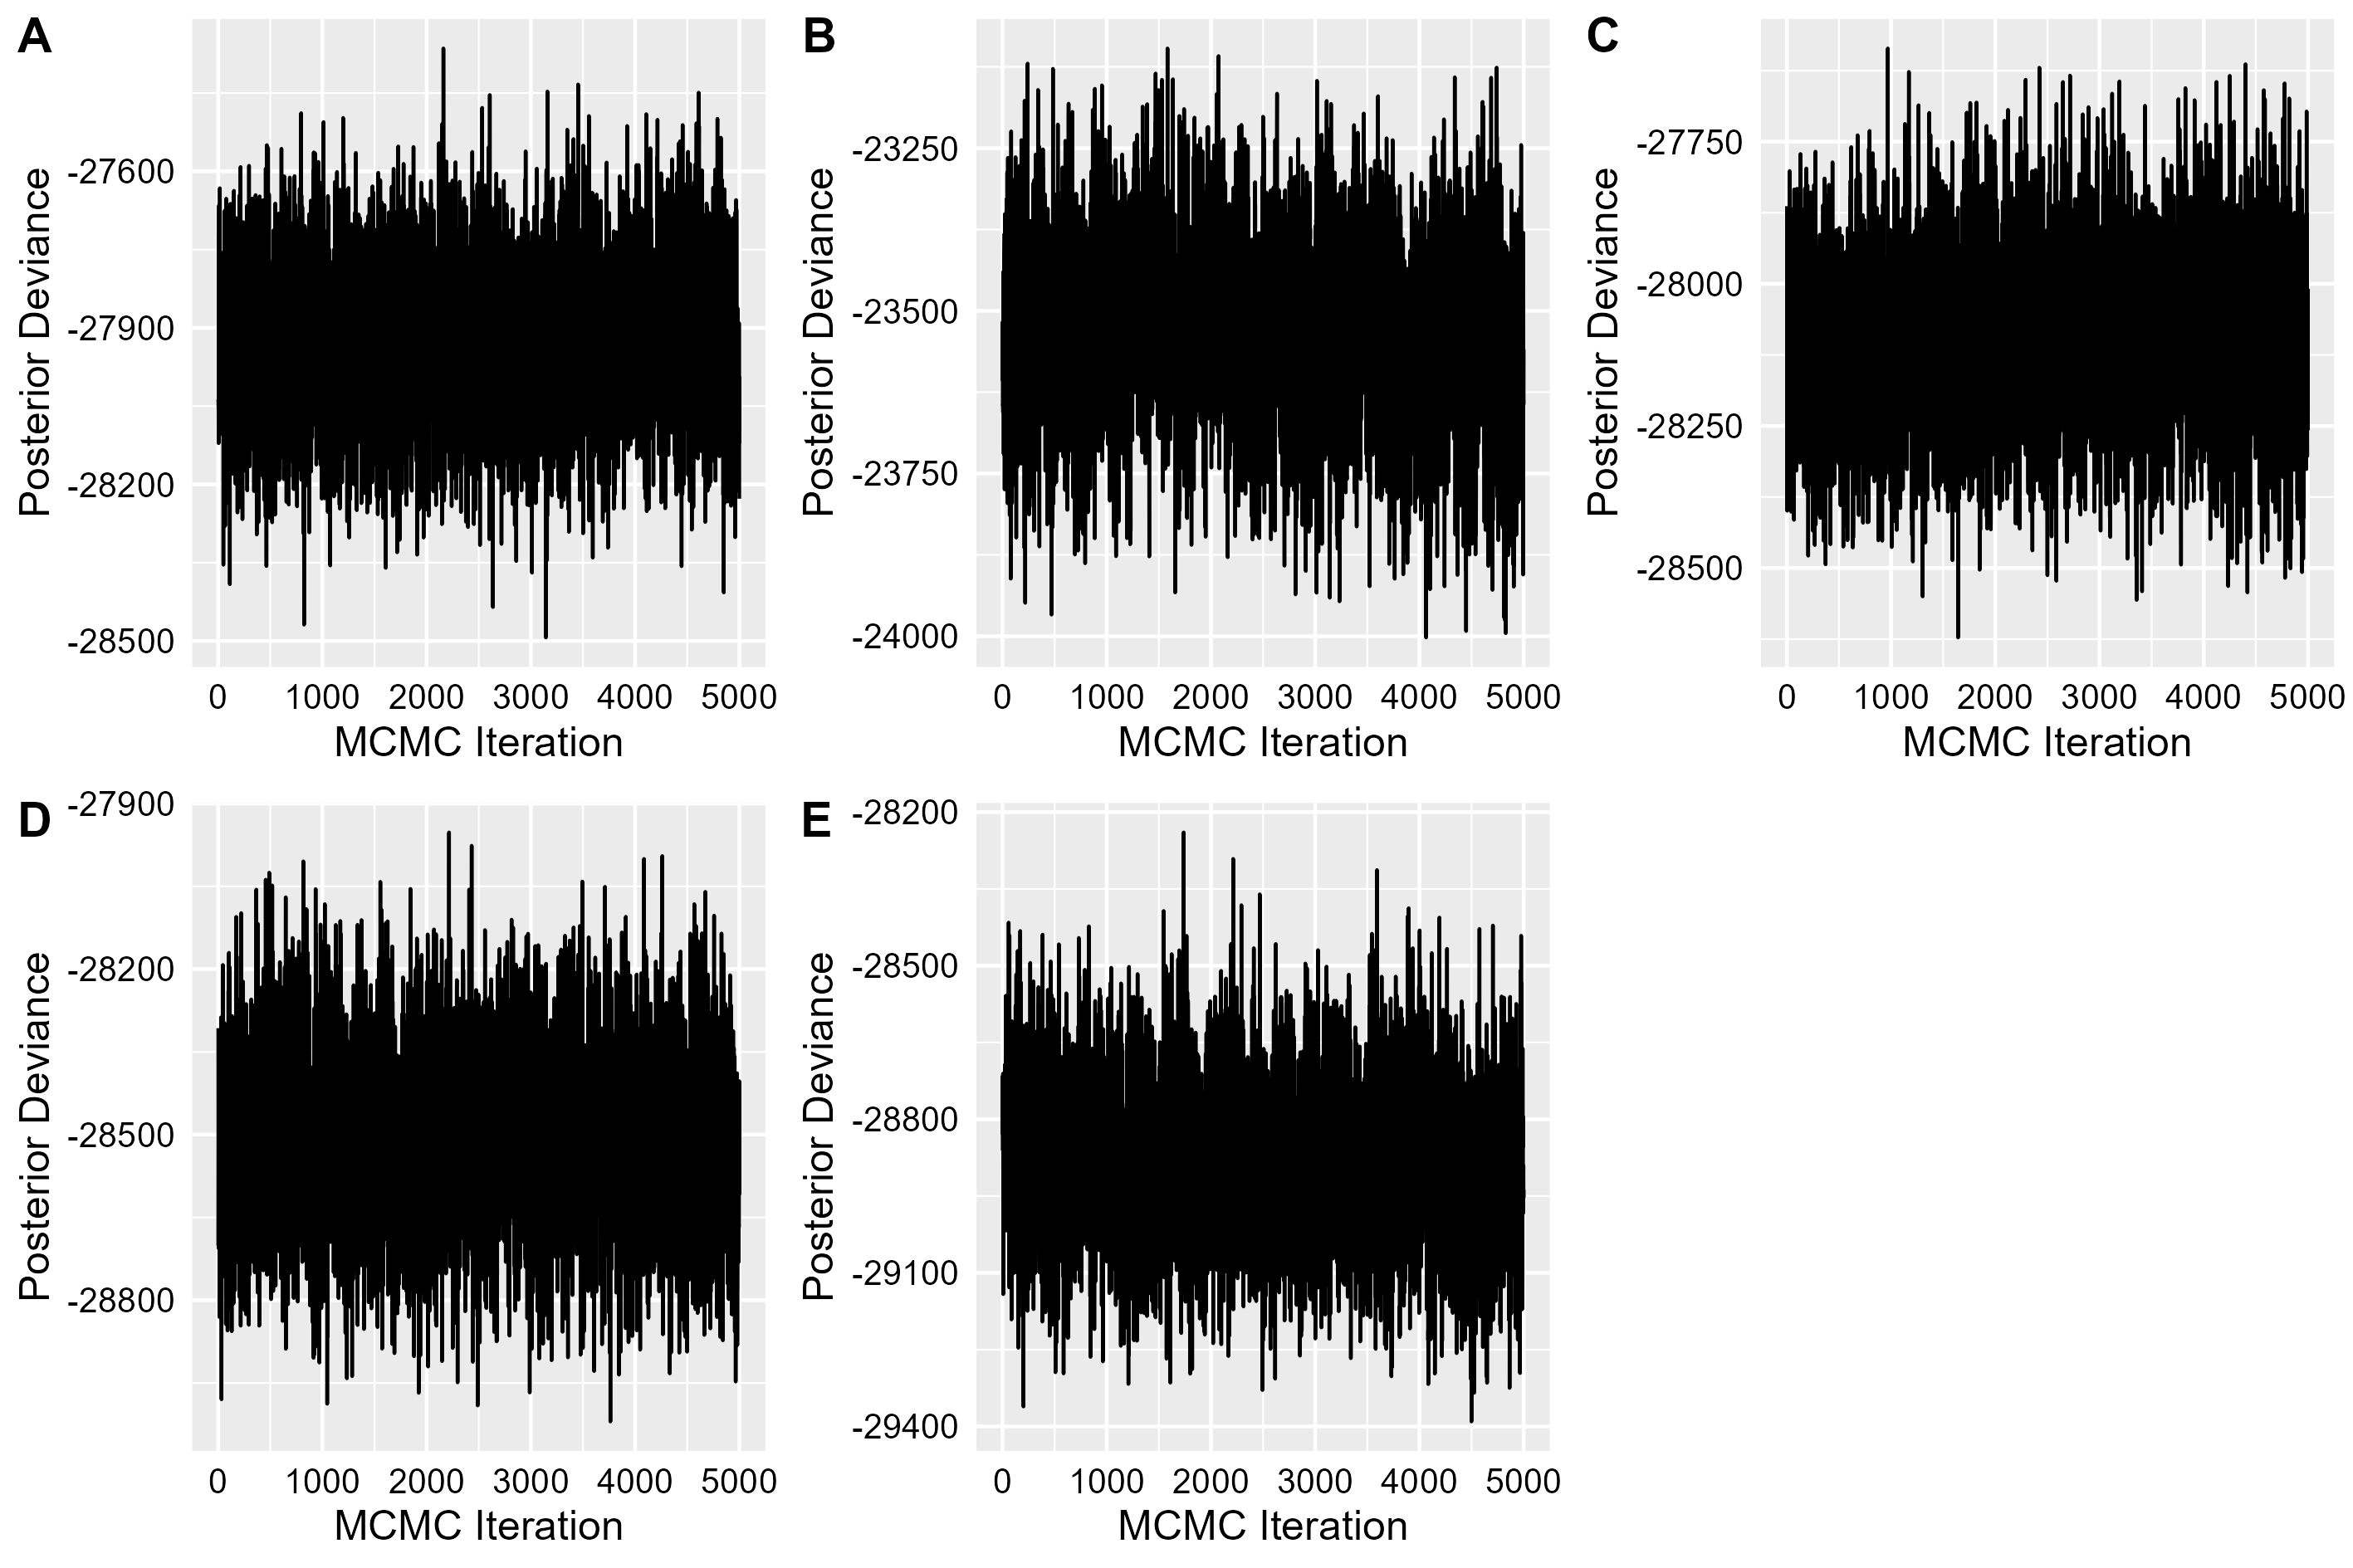 A
Posterior Deviance
-27600
-27900
-28200
-28500
0 1000 2000 3000 4000 5000
MCMC Iteration
B
Posterior Deviance
-23250
-23500
-23750
-24000
0 1000 2000 3000 4000 5000
MCMC Iteration
C
Posterior Deviance
-27750
-28000
-28250
-28500
0 1000 2000 3000 4000 5000
MCMC Iteration
D
Posterior Deviance
-27900
-28200
-28500
-28800
0 1000 2000 3000 4000 5000
MCMC Iteration
E
Posterior Deviance
-28200
-28500
-28800
-29100
-29400
0 1000 2000 3000 4000 5000
MCMC Iteration